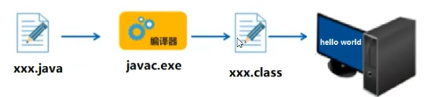 编译器
hello world
xxx.java
javac.exe
xxx.class